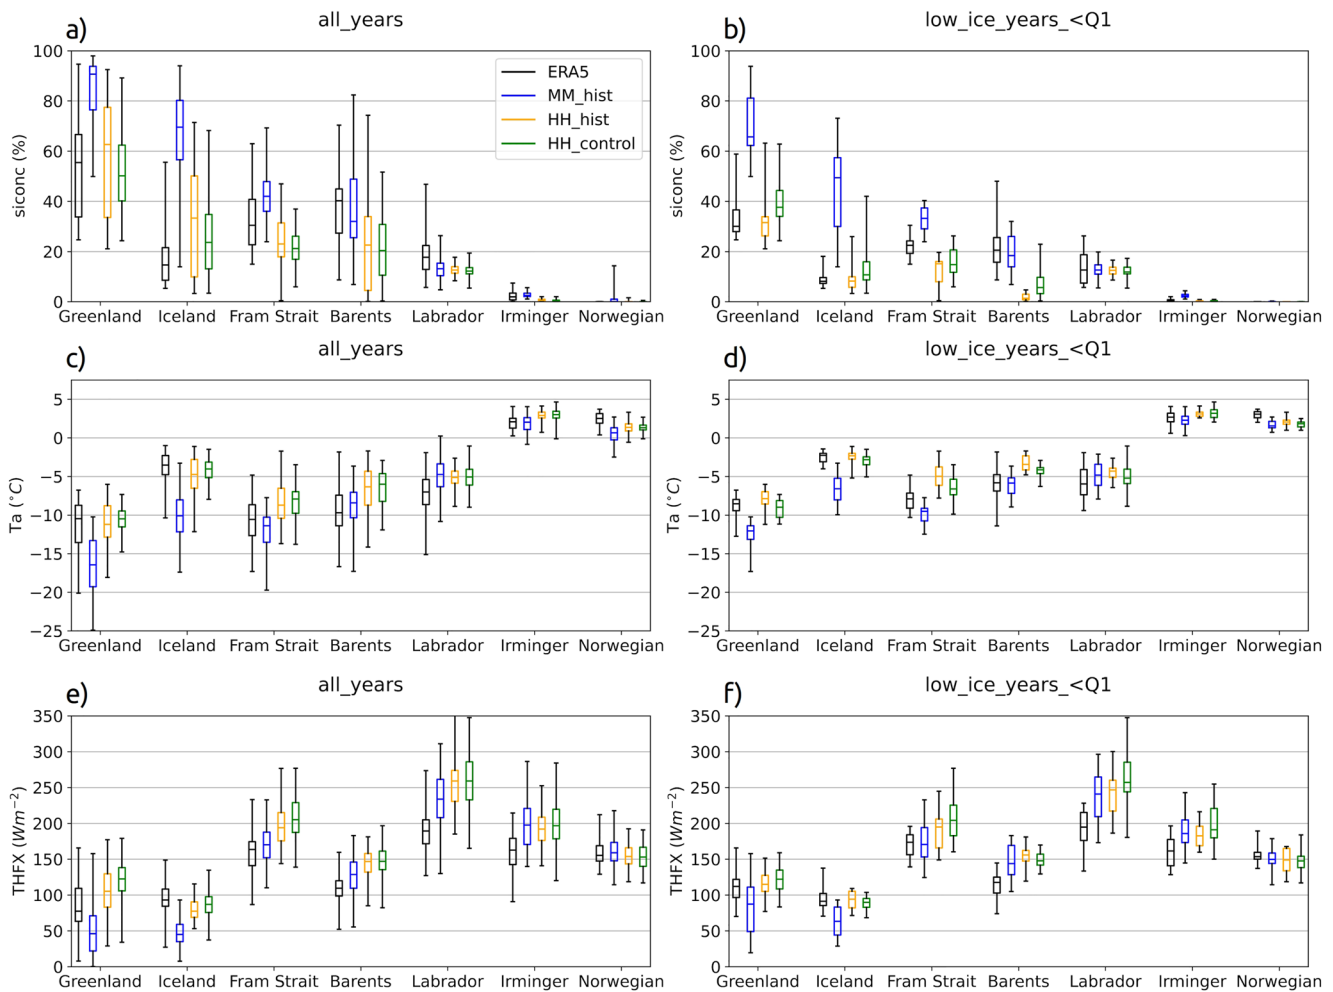 a)
all_years
b)
low_ice_years_<Q1
siconc (%)
100
80
60
40
20
0
ERA5
MM_hist
HH_hist
HH_control
Greenland Iceland Fram Strait Barents Labrador Irminger Norwegian
siconc (%)
100
80
60
40
20
0
Greenland Iceland Fram Strait Barents Labrador Irminger Norwegian
c)
all_years
d)
low_ice_years_<Q1
Ta (°C)
5
0
−5
−10
−15
−20
−25
Greenland Iceland Fram Strait Barents Labrador Irminger Norwegian
Ta (°C)
5
0
−5
−10
−15
−20
−25
Greenland Iceland Fram Strait Barents Labrador Irminger Norwegian
e)
all_years
f)
low_ice_years_<Q1
THFX (Wm⁻²)
350
300
250
200
150
100
50
0
Greenland Iceland Fram Strait Barents Labrador Irminger Norwegian
THFX (Wm⁻²)
350
300
250
200
150
100
50
0
Greenland Iceland Fram Strait Barents Labrador Irminger Norwegian